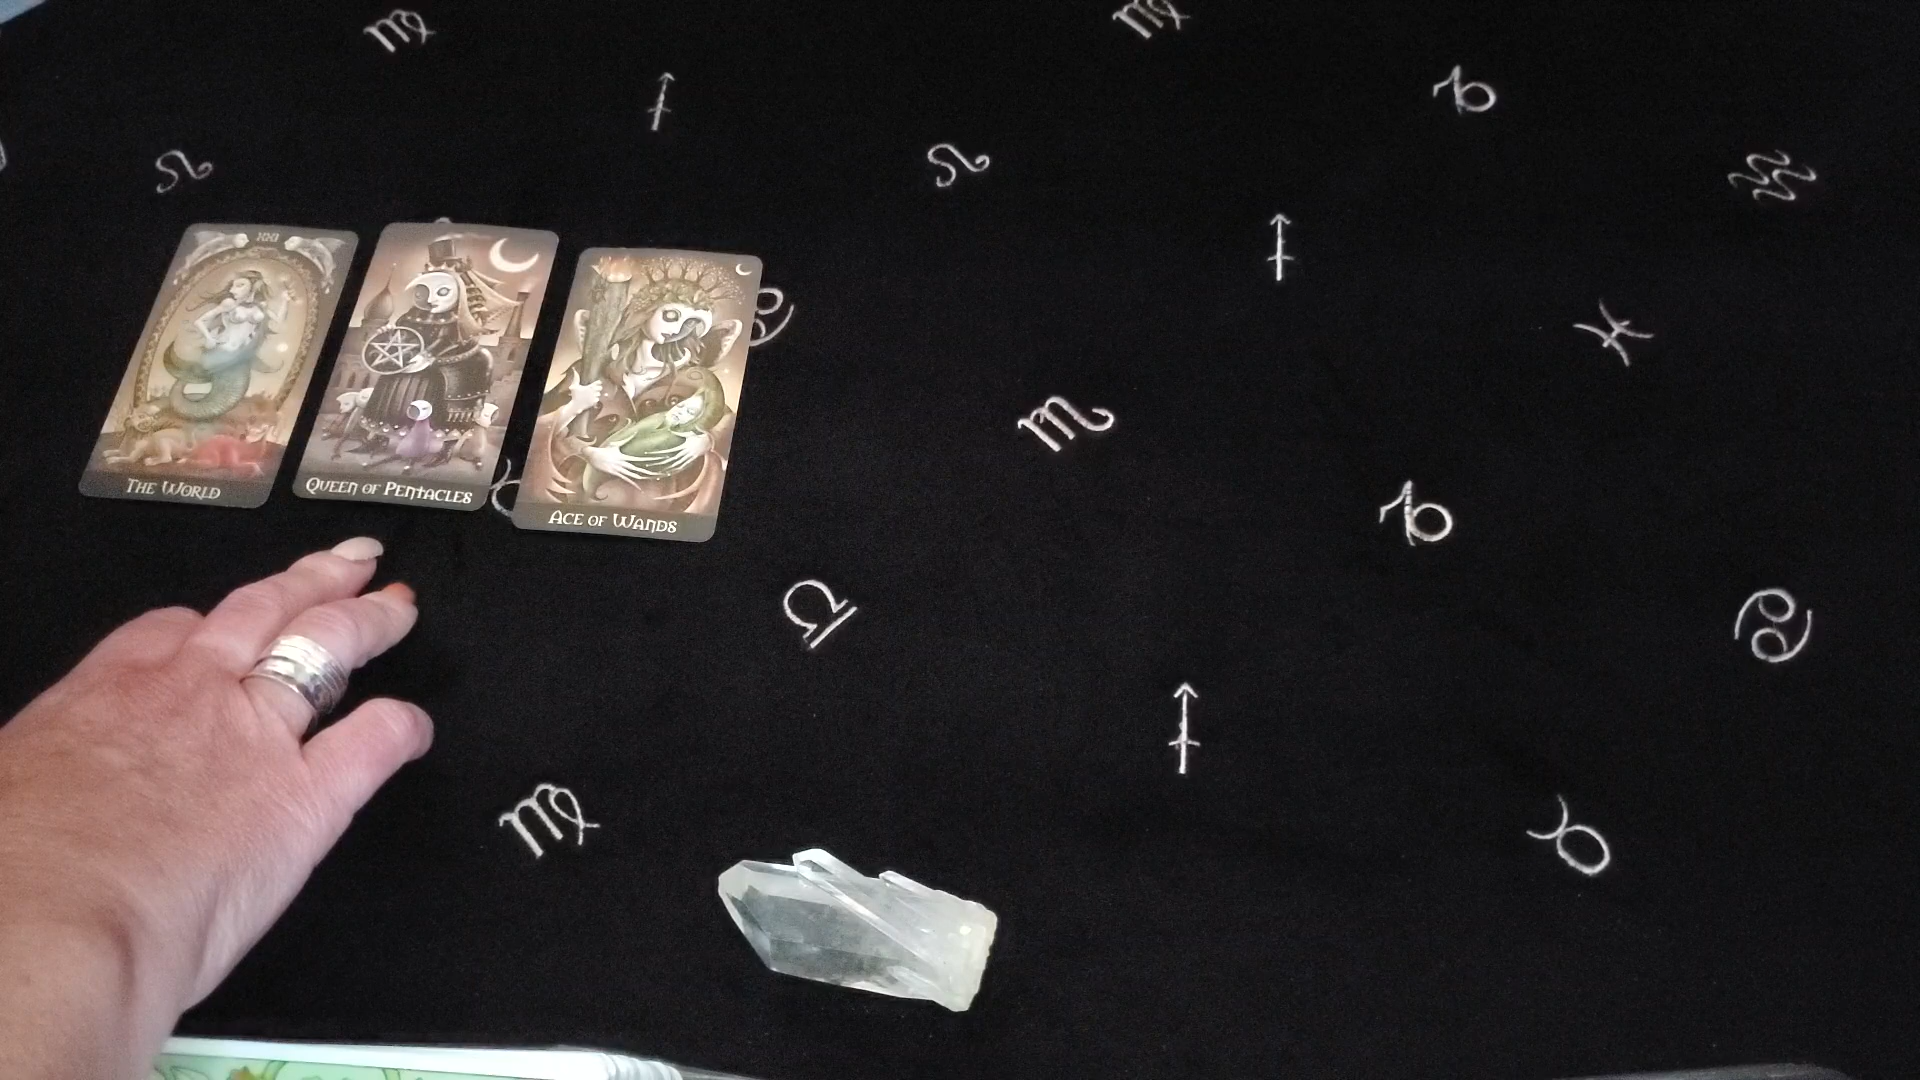 XXI
THE WORLD
QUEEN OF PENTACLES
ACE OF WANDS